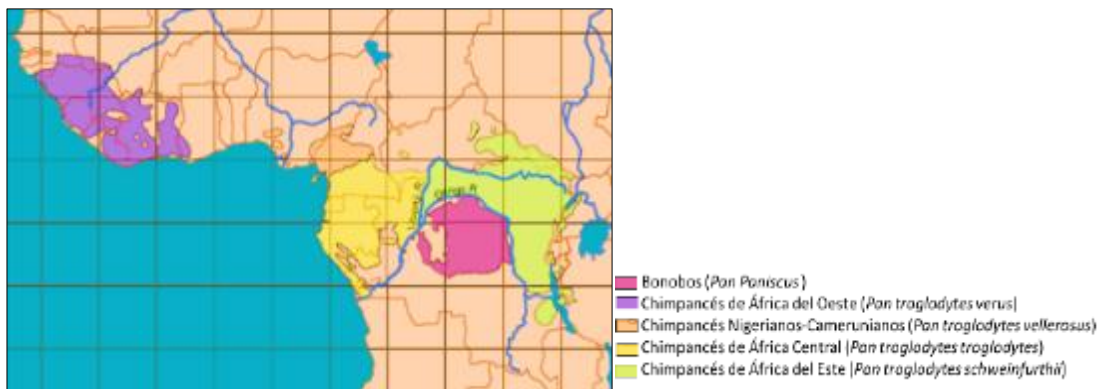 Congo R
Bonobos (Pan Paniscus)
Chimpancés de África del Oeste (Pan troglodytes verus)
Chimpancés Nigerianos-Camerunianos (Pan troglodytes vellerosus)
Chimpancés de África Central (Pan troglodytes troglodytes)
Chimpancés de África del Este (Pan troglodytes schweinfurthii)